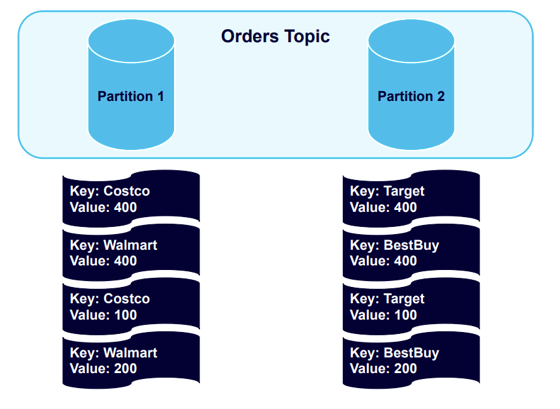 Orders Topic
Partition 1
Partition 2
Key: Costco
Value: 400
Key: Walmart
Value: 400
Key: Costco
Value: 100
Key: Walmart
Value: 200
Key: Target
Value: 400
Key: BestBuy
Value: 400
Key: Target
Value: 100
Key: BestBuy
Value: 200